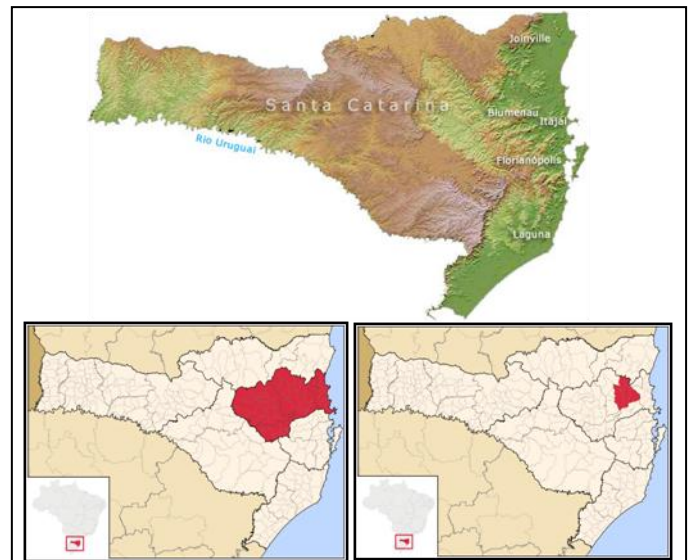 Joinville
Santa Catarina
Blumenau
Itajaí
Rio Uruguai
Florianópolis
Laguna